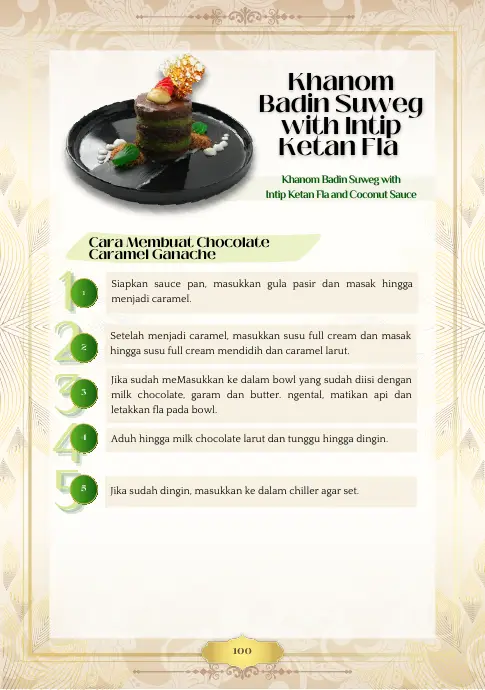 Khanom
Badin Suweg
with Intip
Ketan Fla
Khanom Badin Suweg with
Intip Ketan Fla and Coconut Sauce
Cara Membuat Chocolate
Caramel Ganache
1 1 Siapkan sauce pan, masukkan gula pasir dan masak hingga
menjadi caramel.
2 2 Setelah menjadi caramel, masukkan susu full cream dan masak
hingga susu full cream mendidih dan caramel larut.
3 3 Jika sudah meMasukkan ke dalam bowl yang sudah diisi dengan
milk chocolate, garam dan butter. ngental, matikan api dan
letakkan fla pada bowl.
4 4 Aduh hingga milk chocolate larut dan tunggu hingga dingin.
5 5 Jika sudah dingin, masukkan ke dalam chiller agar set.
100